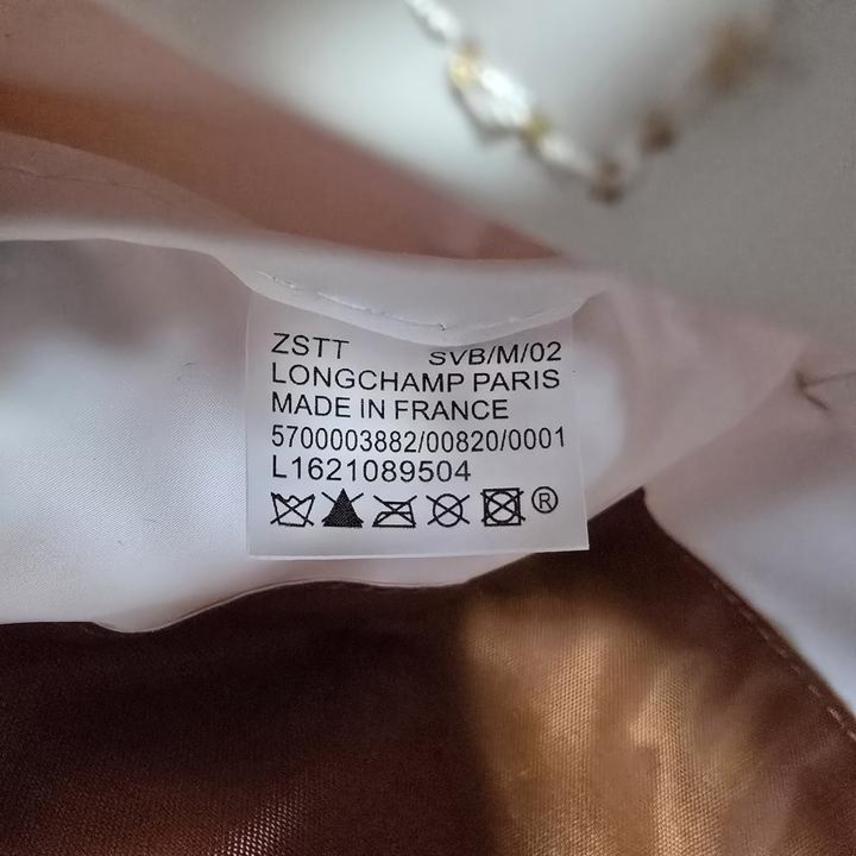 ZSTT SVB/M/02
LONGCHAMP PARIS
MADE IN FRANCE
5700003882/00820/0001
L1621089504
®